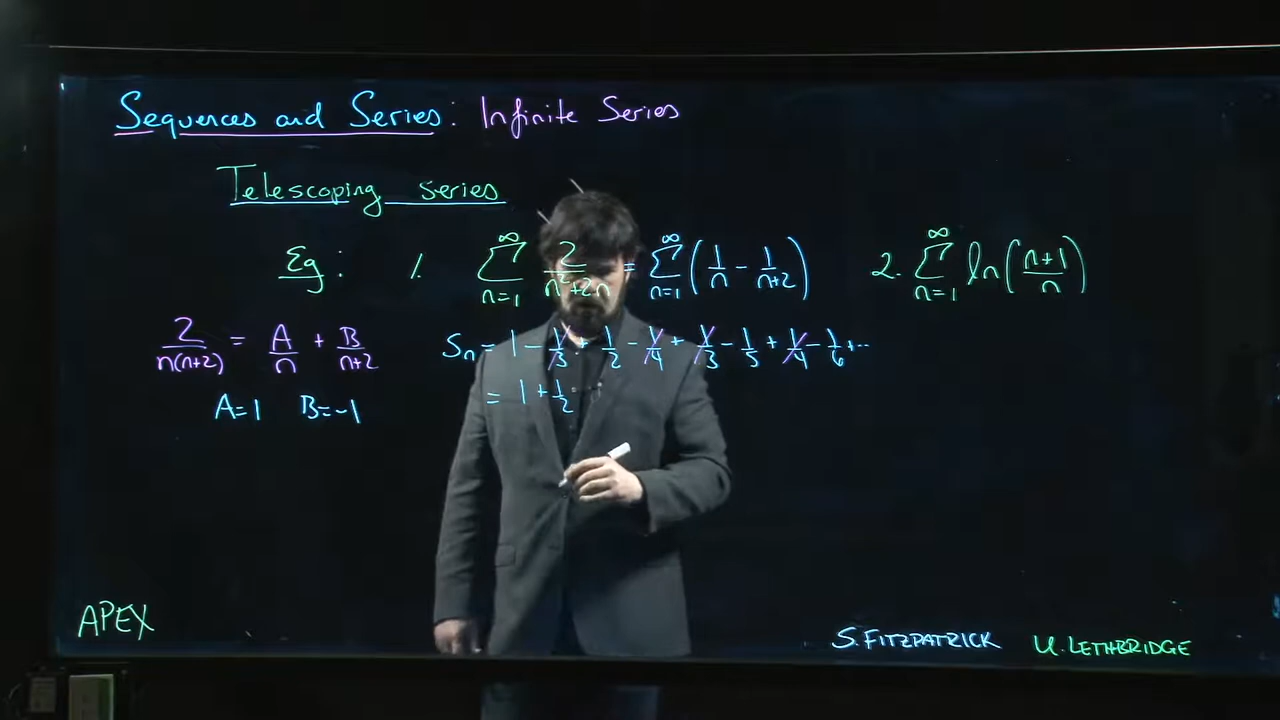 Sequences and Series: Infinite Series
Telescoping series
Eg: 1. ∞∑n=1 2/(n²+2n) = ∞∑n=1 (1/n - 1/(n+2)) 2. ∞∑n=1 ln((n+1)/n)
2/(n(n+2)) = A/n + B/(n+2)
A=1 B=-1
Sn = 1 - 1/3 + 1/2 - 1/4 + 1/3 - 1/5 + 1/4 - 1/6 + ...
= 1 + 1/2
APEX
S. FITZPATRICK U. LETHBRIDGE